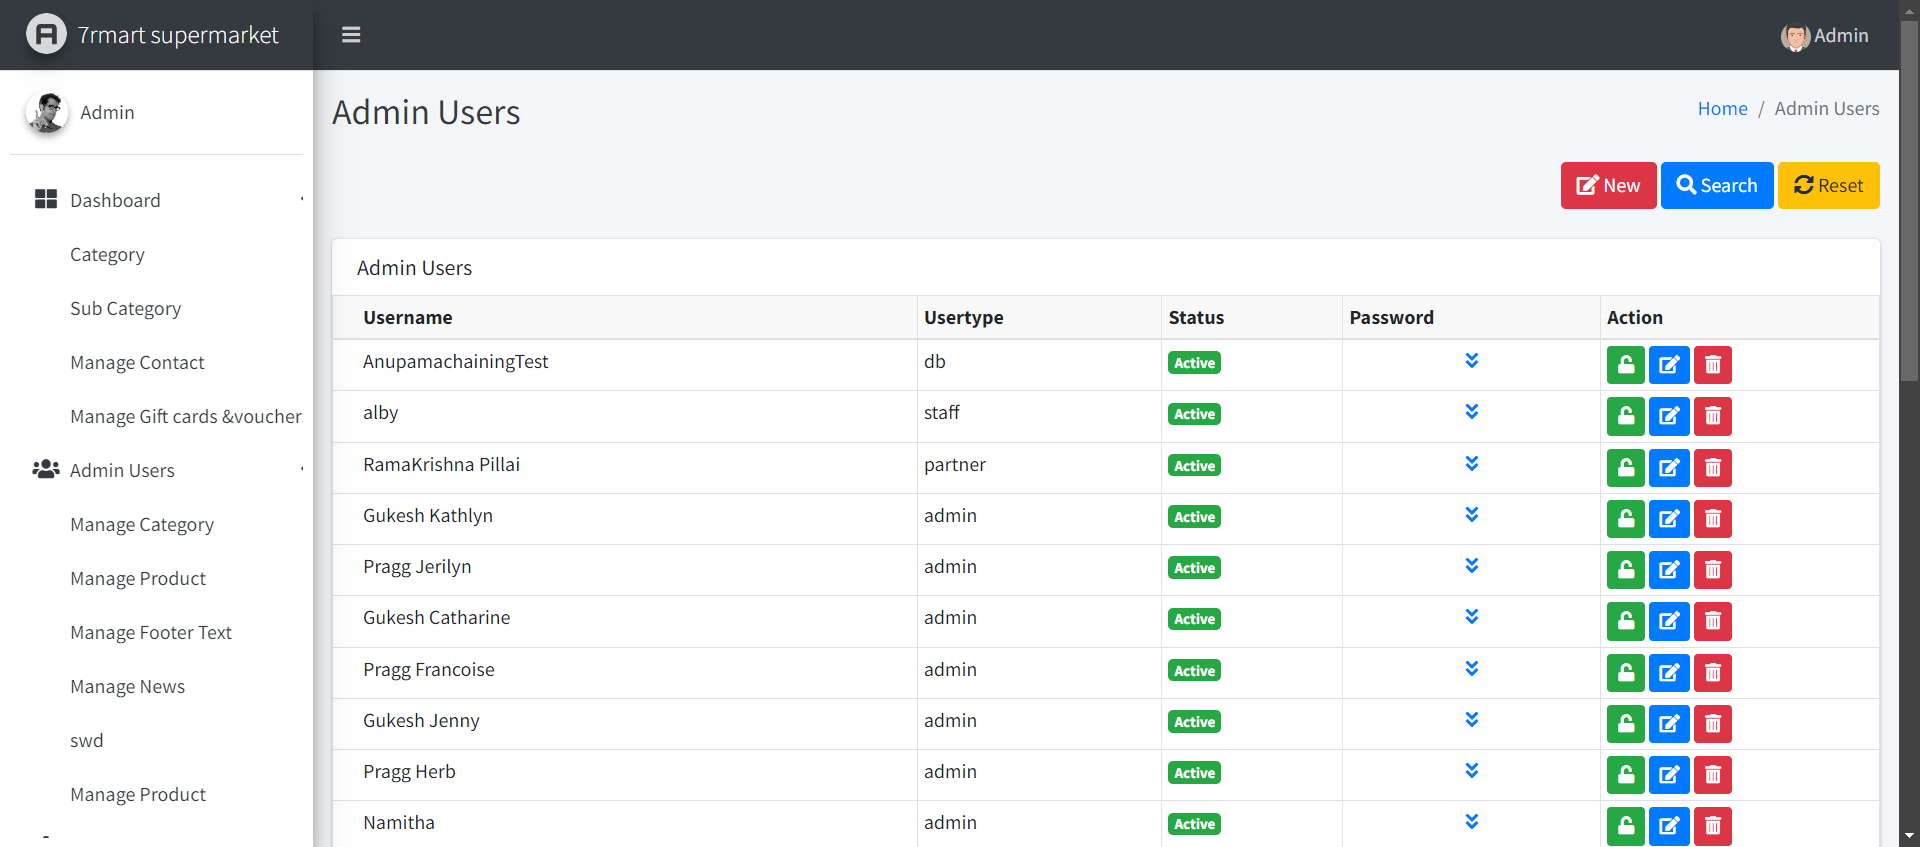 7rmart supermarket
Admin
Admin
Dashboard
Category
Sub Category
Manage Contact
Manage Gift cards &voucher
Admin Users
Manage Category
Manage Product
Manage Footer Text
Manage News
swd
Manage Product
Admin Users
Home / Admin Users
New Search Reset
Admin Users
Username Usertype Status Password Action
AnupamachainingTest db Active
alby staff Active
RamaKrishna Pillai partner Active
Gukesh Kathlyn admin Active
Pragg Jerilyn admin Active
Gukesh Catharine admin Active
Pragg Francoise admin Active
Gukesh Jenny admin Active
Pragg Herb admin Active
Namitha admin Active